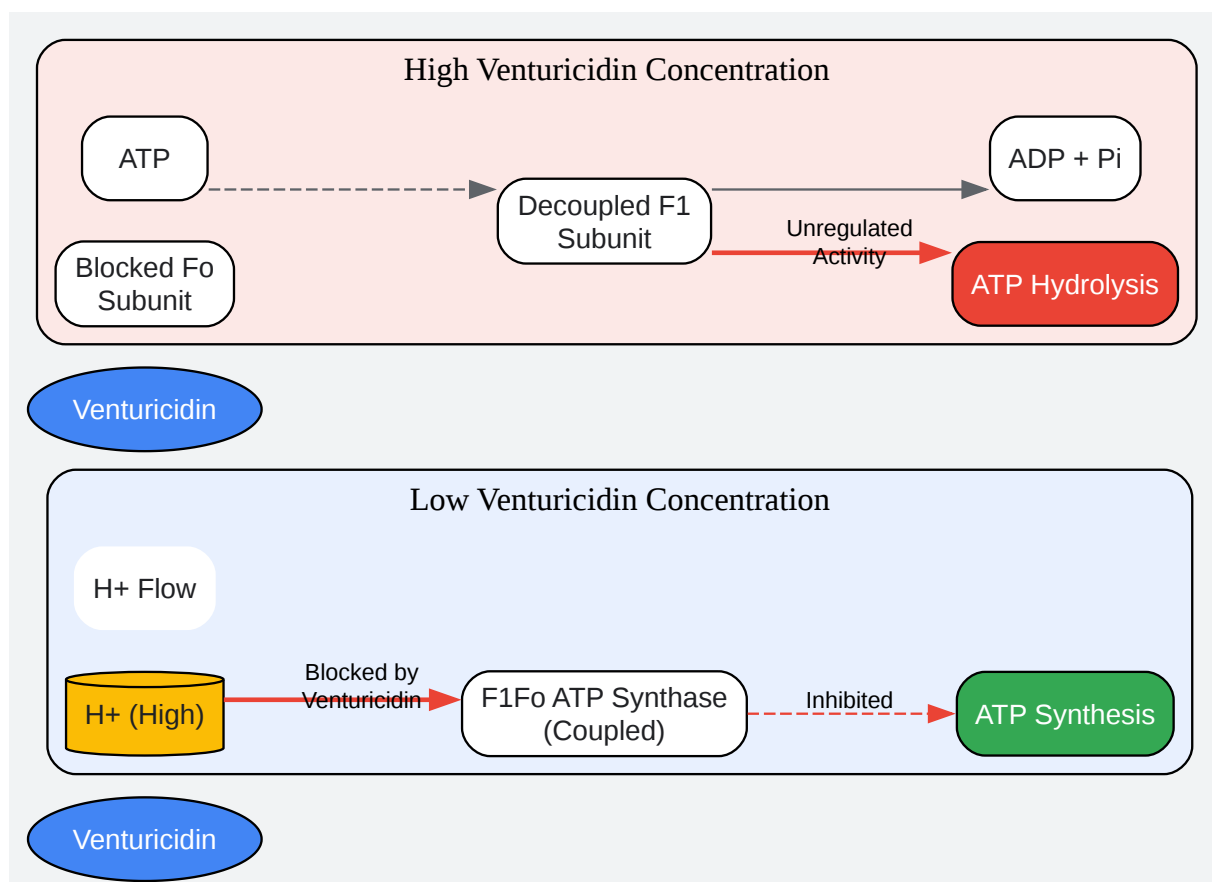 High Venturicidin Concentration
ATP
ADP + Pi
Decoupled F1
Subunit
Unregulated
Activity
Blocked Fo
Subunit
ATP Hydrolysis
Venturicidin
Low Venturicidin Concentration
H+ Flow
H+ (High)
Blocked by
Venturicidin
F1Fo ATP Synthase
(Coupled)
Inhibited
ATP Synthesis
Venturicidin